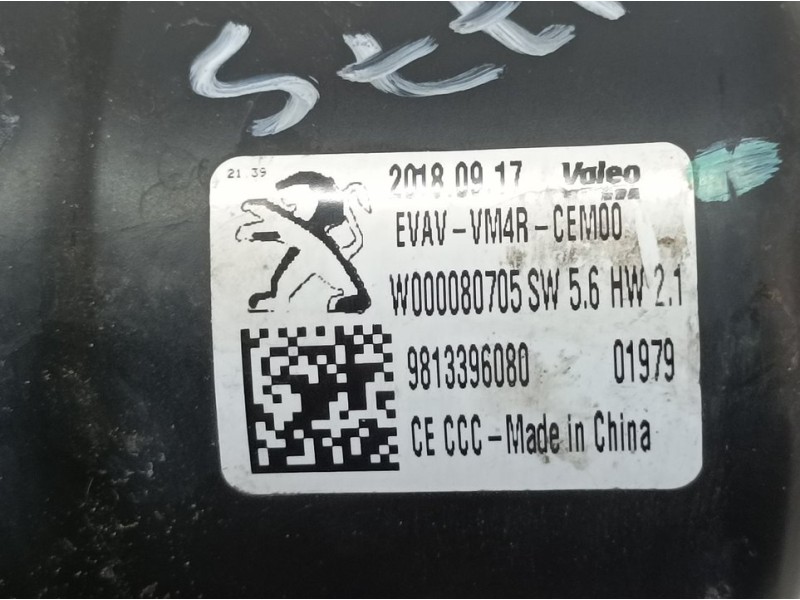 21.39
2018.09.17 Valeo
EVAV-VM4R-CEM00
W000080705 SW 5.6 HW 2.1
9813396080 01979
CE CCC-Made in China